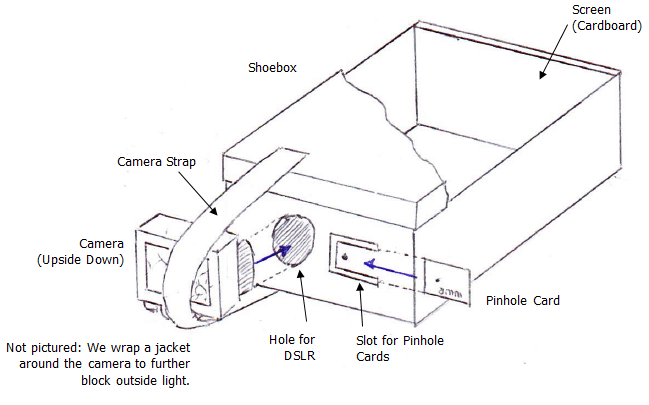 Screen
(Cardboard)
Shoebox
Camera Strap
Camera
(Upside Down)
Pinhole Card
Hole for
DSLR
Slot for Pinhole
Cards
Not pictured: We wrap a jacket
around the camera to further
block outside light.